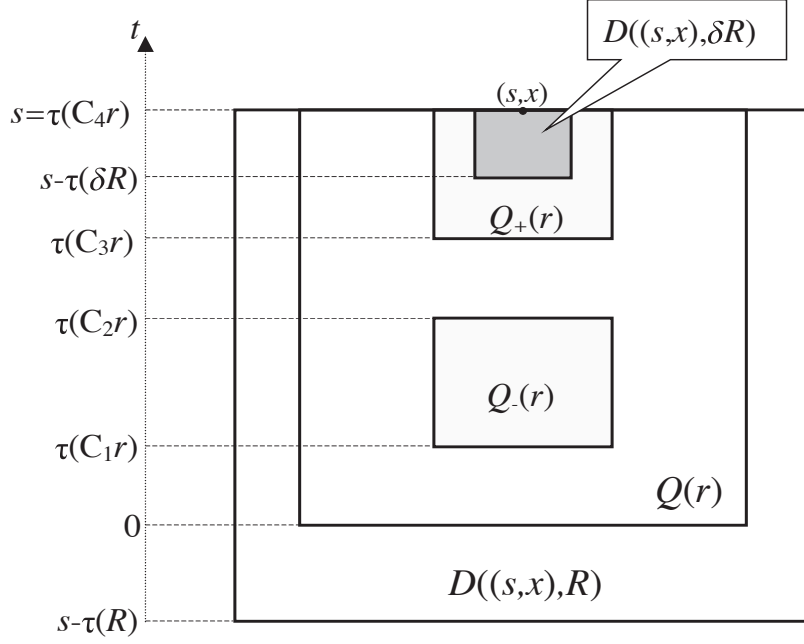 t
D((s,x),δR)
(s,x)
s=τ(C₄r)
s-τ(δR)
Q₊(r)
τ(C₃r)
τ(C₂r)
Q₋(r)
τ(C₁r)
Q(r)
0
D((s,x),R)
s-τ(R)